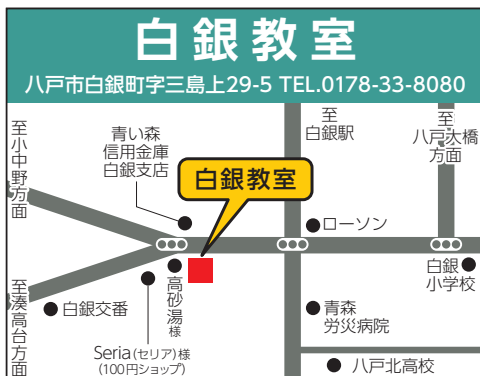 白銀教室
八戸市白銀町字三島上29-5 TEL.0178-33-8080
至小中野方面
青い森
信用金庫
白銀支店
至
白銀駅
至
八戸大橋
方面
白銀教室
ローソン
高砂湯様
白銀
小学校
至湊高台方面
白銀交番
Seria(セリア)様
(100円ショップ)
青森
労災病院
八戸北高校